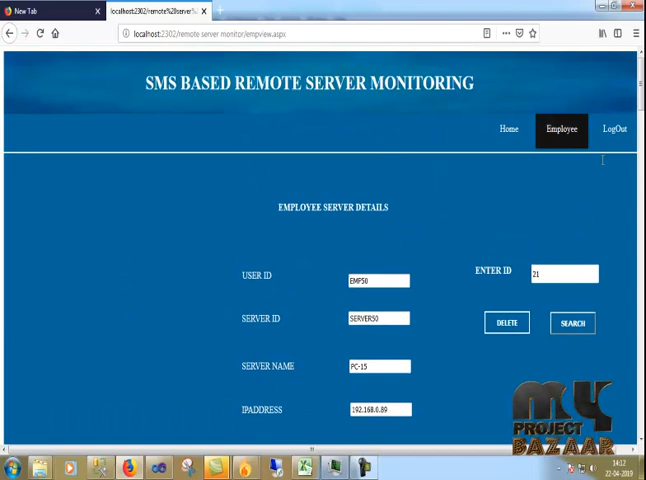 New Tab
localhost:2302/remote%20server%
localhost:2302/remote server monitor/empview.aspx
SMS BASED REMOTE SERVER MONITORING
Home
Employee
LogOut
EMPLOYEE SERVER DETAILS
USER ID
EMP50
ENTER ID
21
SERVER ID
SERVER50
DELETE
SEARCH
SERVER NAME
PC-15
IPADDRESS
192.168.0.89
my
PROJECT
BAZAAR
14:12
22-04-2019